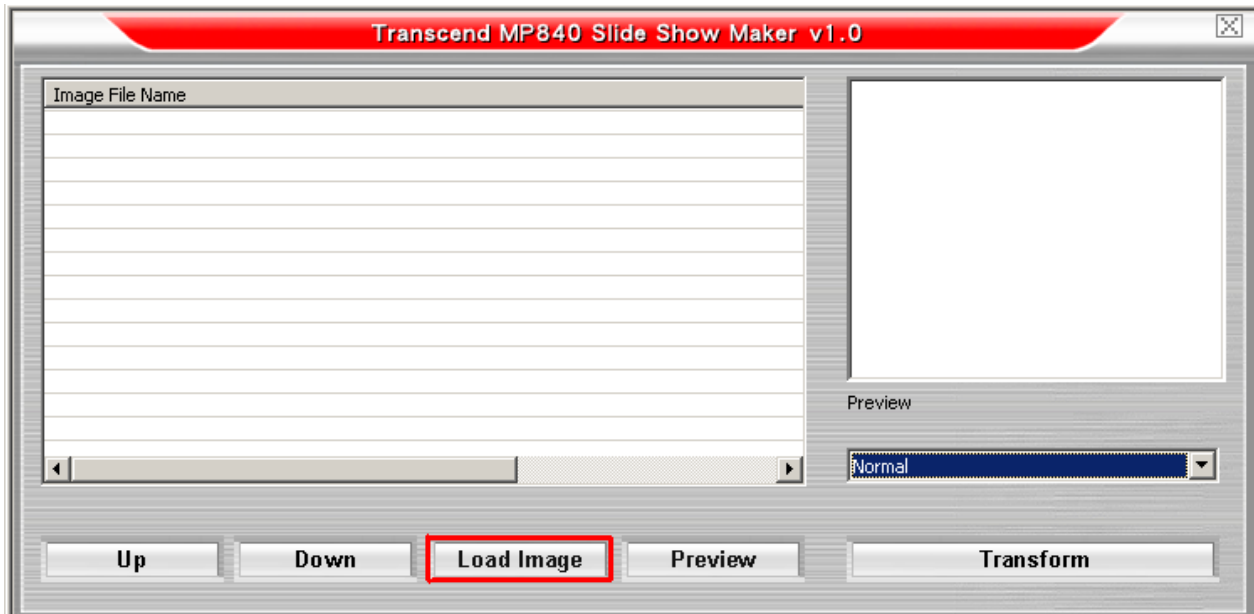 Transcend MP840 Slide Show Maker v1.0
Image File Name
Preview
Normal
Up Down Load Image Preview Transform